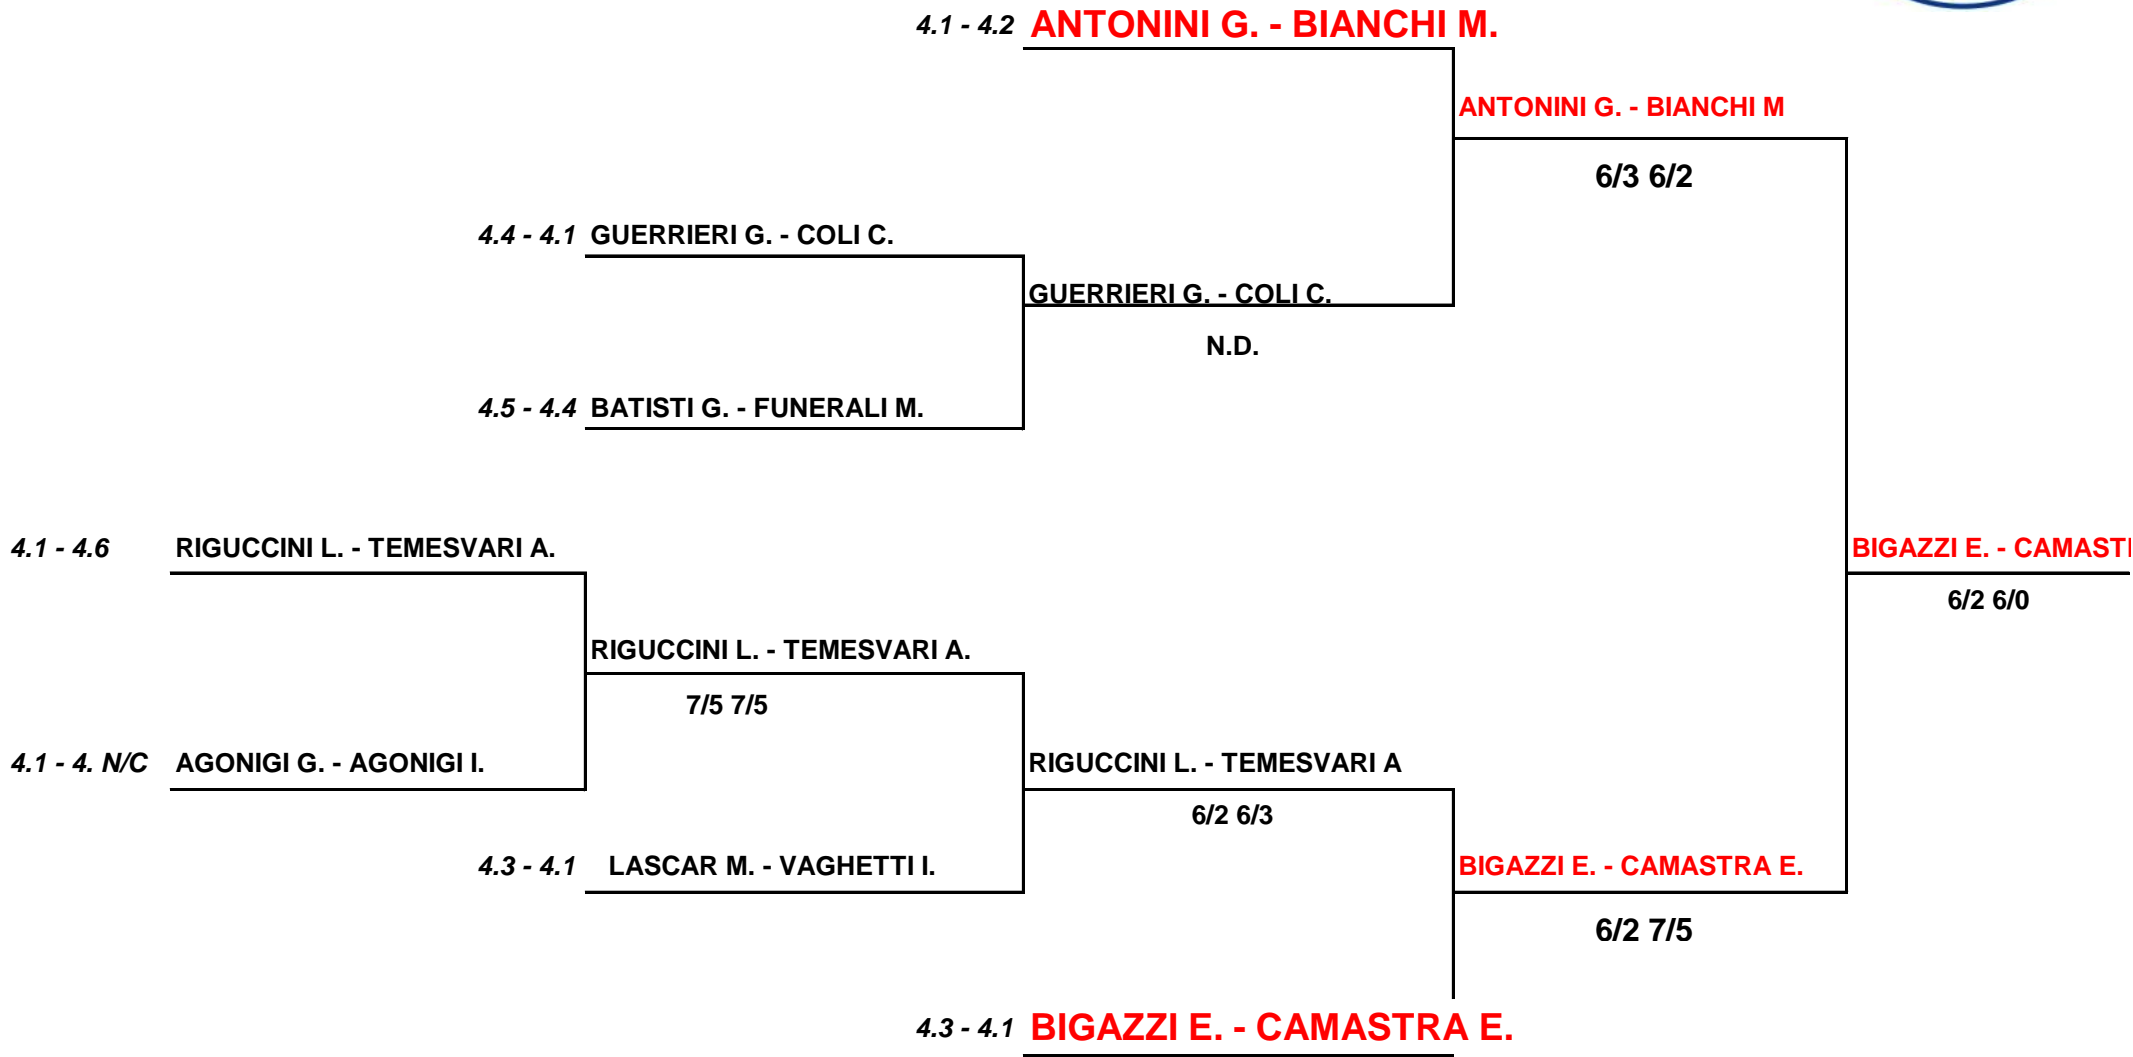 4.1 - 4.2 ANTONINI G. - BIANCHI M.
ANTONINI G. - BIANCHI M
6/3 6/2
4.4 - 4.1 GUERRIERI G. - COLI C.
GUERRIERI G. - COLI C.
N.D.
4.5 - 4.4 BATISTI G. - FUNERALI M.
4.1 - 4.6 RIGUCCINI L. - TEMESVARI A.
BIGAZZI E. -
6/2 6/0
RIGUCCINI L. - TEMESVARI A.
7/5 7/5
4.1 - 4. N/C AGONIGI G. - AGONIGI I.
RIGUCCINI L. - TEMESVARI A
6/2 6/3
4.3 - 4.1 LASCAR M. - VAGHETTI I.
BIGAZZI E. - CAMASTRA E.
6/2 7/5
4.3 - 4.1 BIGAZZI E. - CAMASTRA E.